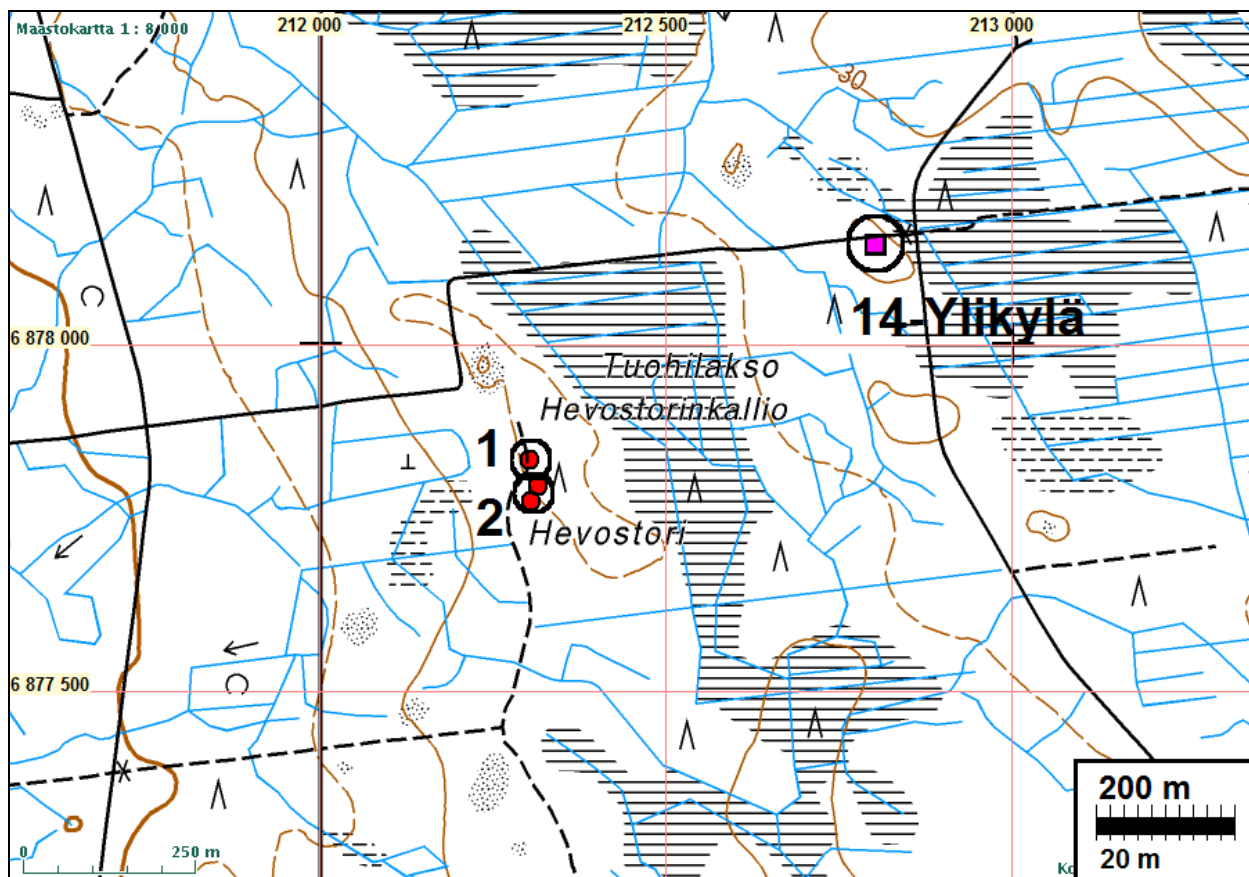 Maastokartta 1 : 8 000
212 000
212 500
213 000
30
14-Ylikylä
6 878 000
Tuohilakso
Hevostorinkallio
1
2
Hevostori
6 877 500
200 m
20 m
0
250 m
Ko